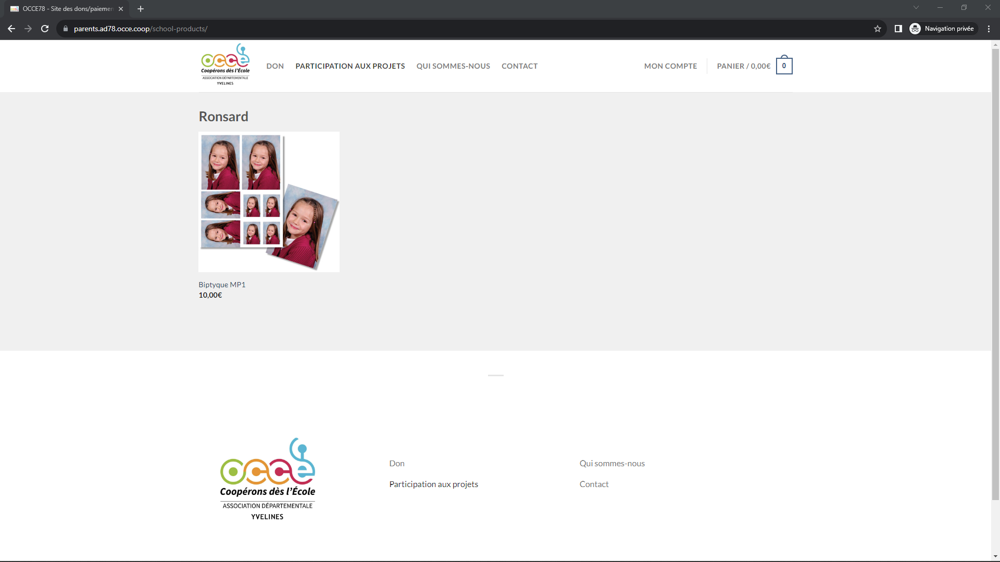 OCCE78 - Site des dons/paiemen
parents.ad78.occe.coop/school-products/
Navigation privée
occe
Coopérons dès l'École
ASSOCIATION DÉPARTEMENTALE
YVELINES
DON
PARTICIPATION AUX PROJETS
QUI SOMMES-NOUS
CONTACT
MON COMPTE
PANIER / 0,00€
0
Ronsard
Biptyque MP1
10,00€
occe
Coopérons dès l'École
ASSOCIATION DÉPARTEMENTALE
YVELINES
Don
Participation aux projets
Qui sommes-nous
Contact